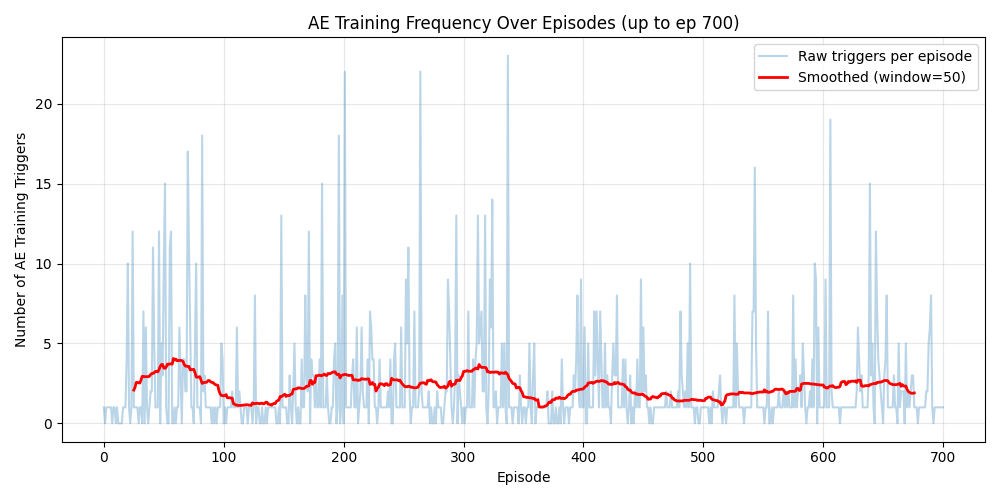 AE Training Frequency Over Episodes (up to ep 700)
Raw triggers per episode
Smoothed (window=50)
Number of AE Training Triggers
20
15
10
5
0
0 100 200 300 400 500 600 700
Episode